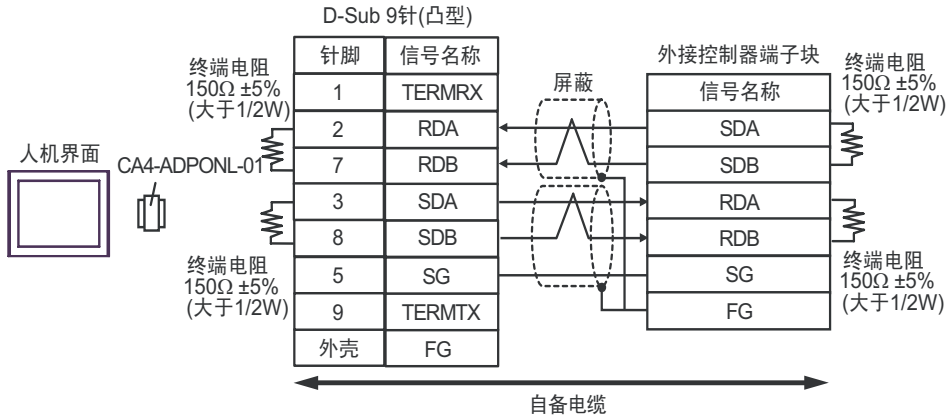 D-Sub 9针(凸型)
针脚 信号名称
1 TERMRX
2 RDA
7 RDB
3 SDA
8 SDB
5 SG
9 TERMTX
外壳 FG
终端电阻
150Ω ±5%
(大于1/2W)
人机界面
CA4-ADPONL-01
终端电阻
150Ω ±5%
(大于1/2W)
屏蔽
外接控制器端子块
信号名称
SDA
SDB
RDA
RDB
SG
FG
终端电阻
150Ω ±5%
(大于1/2W)
终端电阻
150Ω ±5%
(大于1/2W)
自备电缆